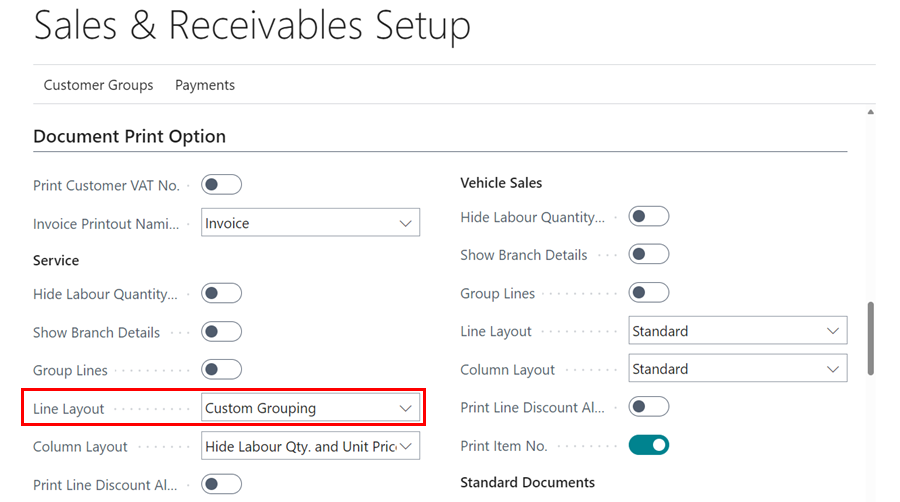 Sales & Receivables Setup
Customer Groups Payments
Document Print Option
Print Customer VAT No.
Invoice Printout Nami... Invoice
Service
Hide Labour Quantity...
Show Branch Details
Group Lines
Line Layout Custom Grouping
Column Layout Hide Labour Qty. and Unit Pric
Print Line Discount Al...
Vehicle Sales
Hide Labour Quantity...
Show Branch Details
Group Lines
Line Layout Standard
Column Layout Standard
Print Line Discount Al...
Print Item No.
Standard Documents